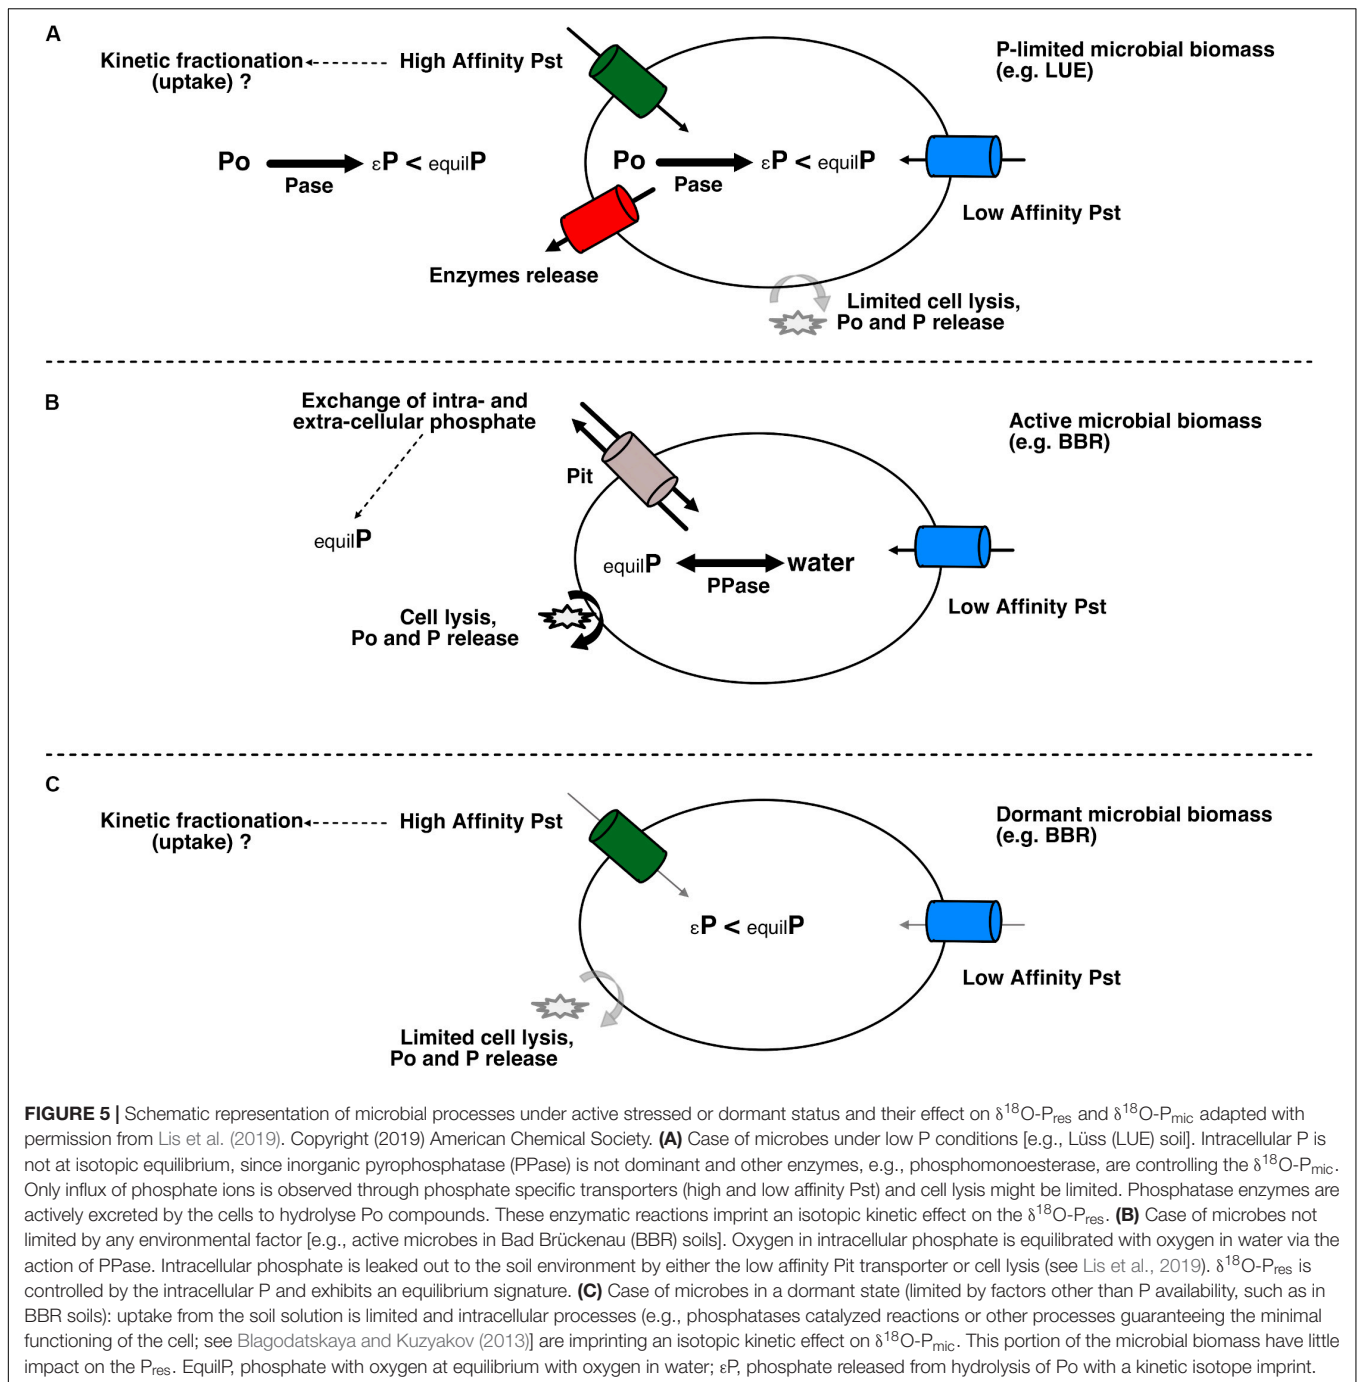 A
Kinetic fractionation
(uptake) ?
High Affinity Pst
P-limited microbial biomass
(e.g. LUE)
Po
Pase
εP < equilP
Po
Pase
εP < equilP
Low Affinity Pst
Enzymes release
Limited cell lysis,
Po and P release
B
Exchange of intra- and
extra-cellular phosphate
Active microbial biomass
(e.g. BBR)
Pit
equilP
equilP
water
PPase
Low Affinity Pst
Cell lysis,
Po and P release
C
Kinetic fractionation
(uptake) ?
High Affinity Pst
Dormant microbial biomass
(e.g. BBR)
εP < equilP
Low Affinity Pst
Limited cell lysis,
Po and P release
FIGURE 5 | Schematic representation of microbial processes under active stressed or dormant status and their effect on δ18O-Pres and δ18O-Pmic adapted with
permission from Lis et al. (2019). Copyright (2019) American Chemical Society. (A) Case of microbes under low P conditions [e.g., Lüss (LUE) soil]. Intracellular P is
not at isotopic equilibrium, since inorganic pyrophosphatase (PPase) is not dominant and other enzymes, e.g., phosphomonoesterase, are controlling the δ18O-Pmic.
Only influx of phosphate ions is observed through phosphate specific transporters (high and low affinity Pst) and cell lysis might be limited. Phosphatase enzymes are
actively excreted by the cells to hydrolyse Po compounds. These enzymatic reactions imprint an isotopic kinetic effect on the δ18O-Pres. (B) Case of microbes not
limited by any environmental factor [e.g., active microbes in Bad Brückenau (BBR) soils]. Oxygen in intracellular phosphate is equilibrated with oxygen in water via the
action of PPase. Intracellular phosphate is leaked out to the soil environment by either the low affinity Pit transporter or cell lysis (see Lis et al., 2019). δ18O-Pres is
controlled by the intracellular P and exhibits an equilibrium signature. (C) Case of microbes in a dormant state (limited by factors other than P availability, such as in
BBR soils): uptake from the soil solution is limited and intracellular processes (e.g., phosphatases catalyzed reactions or other processes guaranteeing the minimal
functioning of the cell; see Blagodatskaya and Kuzyakov (2013)] are imprinting an isotopic kinetic effect on δ18O-Pmic. This portion of the microbial biomass have little
impact on the Pres. EquilP, phosphate with oxygen at equilibrium with oxygen in water; εP, phosphate released from hydrolysis of Po with a kinetic isotope imprint.